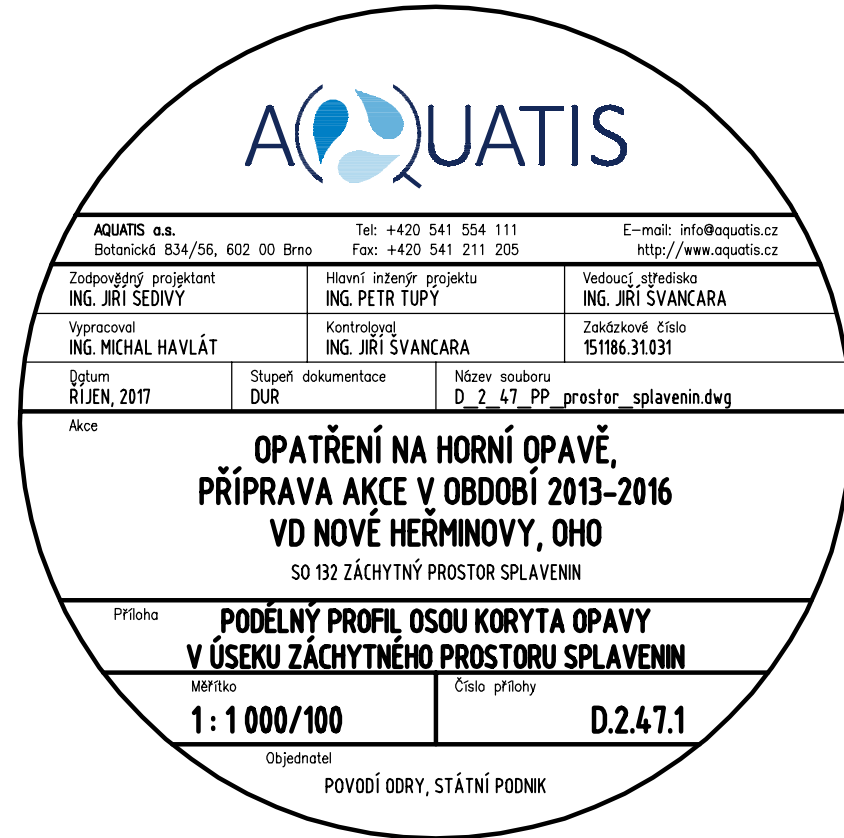 AQUATIS
AQUATIS a.s. Tel: +420 541 554 111 E-mail: info@aquatis.cz
Botanická 834/56, 602 00 Brno Fax: +420 541 211 205 http://www.aquatis.cz
Zodpovědný projektant Hlavní inženýr projektu Vedoucí střediska
ING. JIŘÍ ŠEDIVÝ ING. PETR TUPÝ ING. JIŘÍ ŠVANCARA
Vypracoval Kontroloval Zakázkové číslo
ING. MICHAL HAVLÁT ING. JIŘÍ ŠVANCARA 151186.31.031
Datum Stupeň dokumentace Název souboru
ŘÍJEN, 2017 DUR D_2_47_PP_prostor_splavenin.dwg
Akce
OPATŘENÍ NA HORNÍ OPAVĚ,
PŘÍPRAVA AKCE V OBDOBÍ 2013-2016
VD NOVÉ HEŘMINOVY, OHO
SO 132 ZÁCHYTNÝ PROSTOR SPLAVENIN
Příloha
PODÉLNÝ PROFIL OSOU KORYTA OPAVY
V ÚSEKU ZÁCHYTNÉHO PROSTORU SPLAVENIN
Měřítko Číslo přílohy
1 : 1 000/100 D.2.47.1
Objednatel
POVODÍ ODRY, STÁTNÍ PODNIK